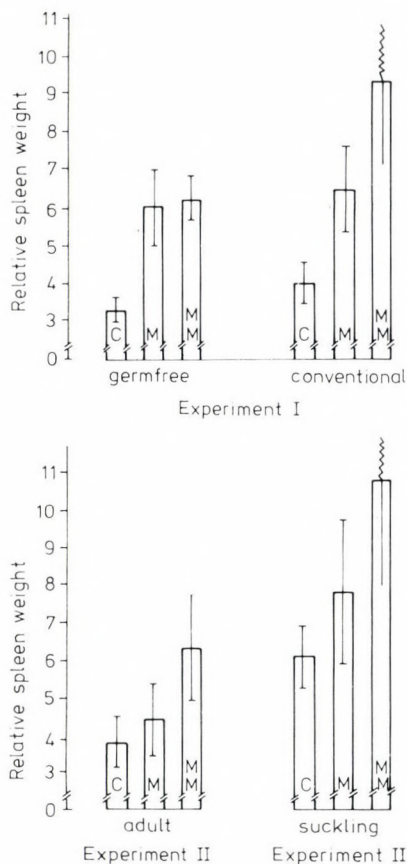 Relative spleen weight
11
10
9
8
7
6
5
4
3
0
C M M M C M M M
germfree conventional
Experiment I
Relative spleen weight
11
10
9
8
7
6
5
4
3
0
C M M M C M M M
adult suckling
Experiment II Experiment II